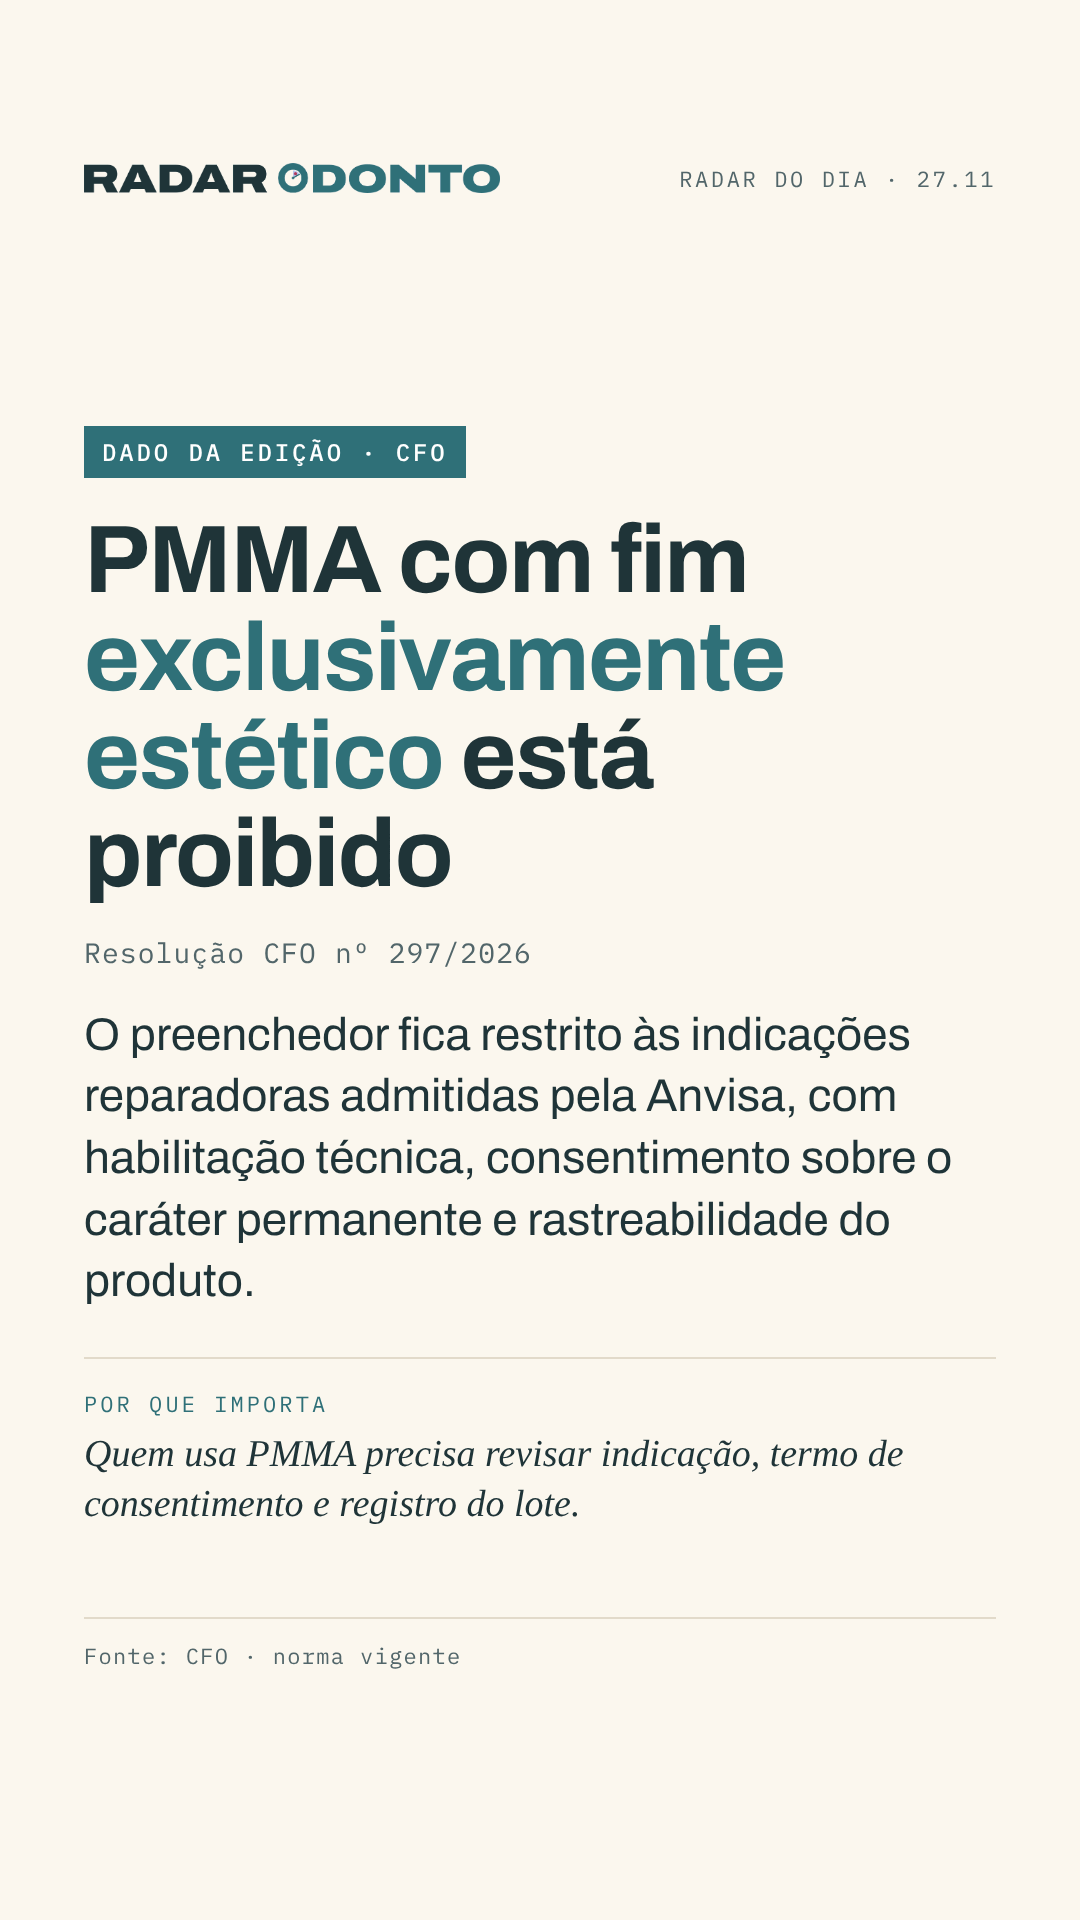 RADAR ODONTO
RADAR DO DIA · 27.11
DADO DA EDIÇÃO · CFO
PMMA com fim
exclusivamente
estético está
proibido
Resolução CFO nº 297/2026
O preenchedor fica restrito às indicações
reparadoras admitidas pela Anvisa, com
habilitação técnica, consentimento sobre o
caráter permanente e rastreabilidade do
produto.
POR QUE IMPORTA
Quem usa PMMA precisa revisar indicação, termo de
consentimento e registro do lote.
Fonte: CFO · norma vigente